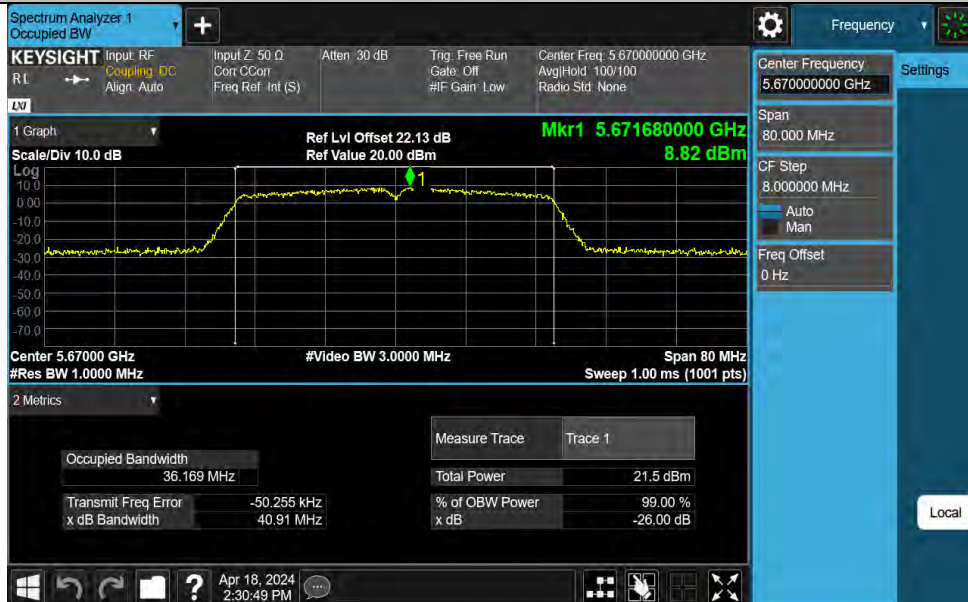 Spectrum Analyzer 1
Occupied BW
+
Frequency
KEYSIGHT
Input: RF
Coupling: DC
Align: Auto
Input Z: 50 Ω
Corr CCorr
Freq Ref: Int (S)
Atten: 30 dB
Trig: Free Run
Gate: Off
#IF Gain: Low
Center Freq: 5.670000000 GHz
Avg|Hold: 100/100
Radio Std: None
LXI
Center Frequency
5.670000000 GHz
Settings
Span
80.000 MHz
CF Step
8.000000 MHz
Auto
Man
Freq Offset
0 Hz
1 Graph
Ref Lvl Offset 22.13 dB
Mkr1 5.671680000 GHz
Scale/Div 10.0 dB
Ref Value 20.00 dBm
8.82 dBm
Log
10.0
0.00
-10.0
-20.0
-30.0
-40.0
-50.0
-60.0
-70.0
1
Center 5.67000 GHz
#Video BW 3.0000 MHz
Span 80 MHz
#Res BW 1.0000 MHz
Sweep 1.00 ms (1001 pts)
2 Metrics
Measure Trace
Trace 1
Occupied Bandwidth
36.169 MHz
Total Power
21.5 dBm
Transmit Freq Error
-50.255 kHz
% of OBW Power
99.00 %
x dB Bandwidth
40.91 MHz
x dB
-26.00 dB
Local
?
Apr 18, 2024
2:30:49 PM